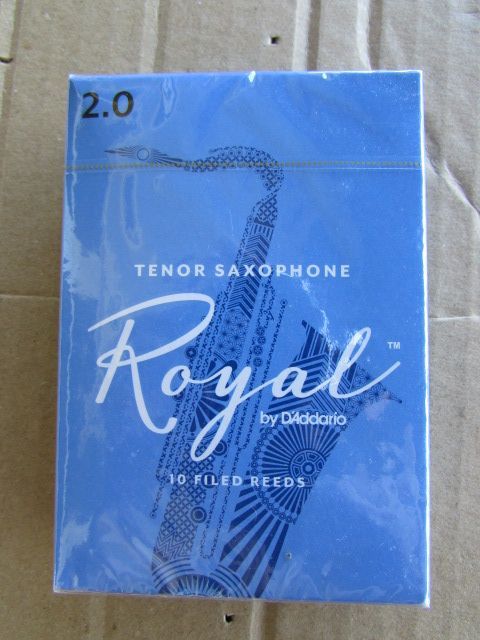 2.0
TENOR SAXOPHONE
Royal™
by D'Addario
10 FILED REEDS